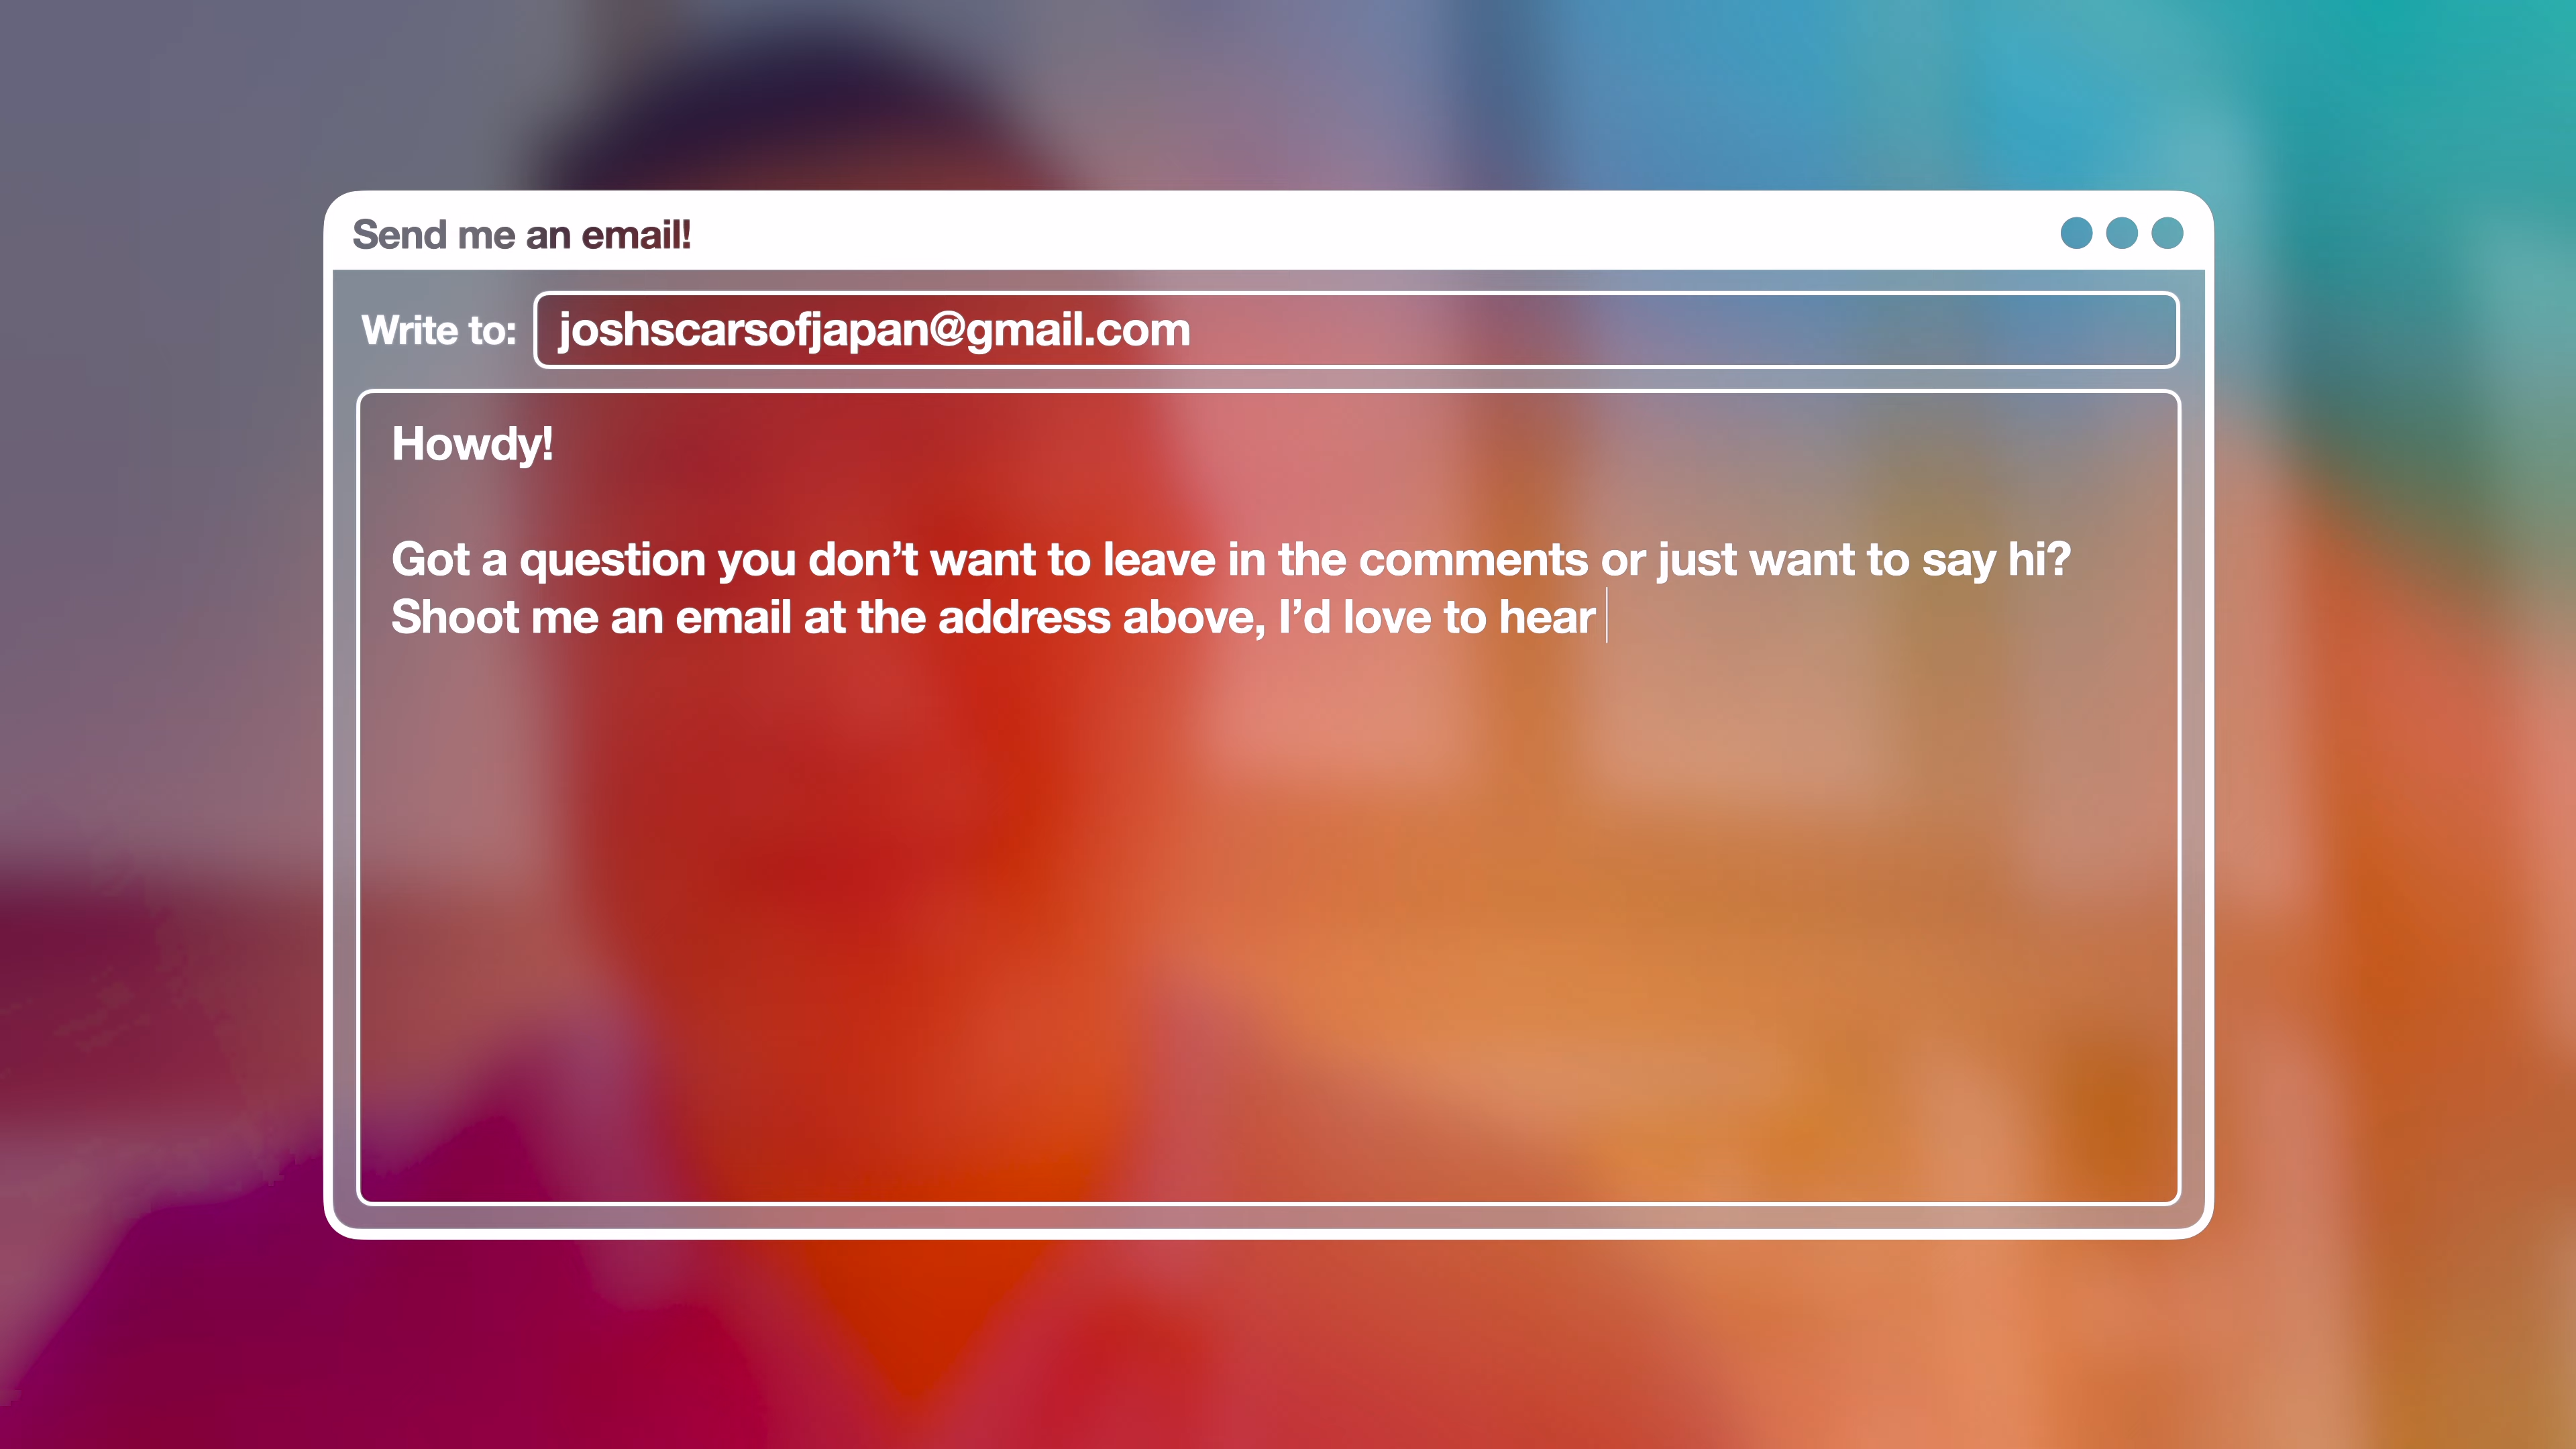 Send me an email!
Write to: joshscarsofjapan@gmail.com
Howdy!
Got a question you don’t want to leave in the comments or just want to say hi?
Shoot me an email at the address above, I’d love to hear